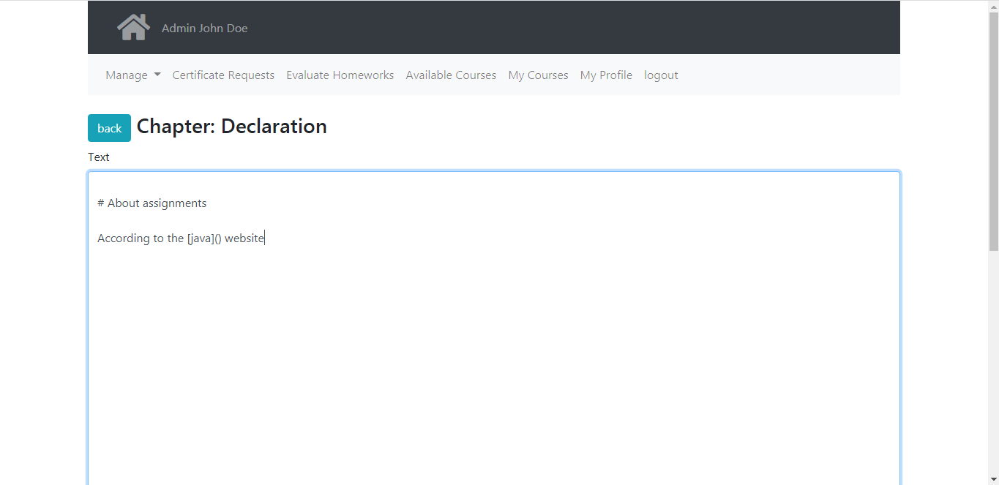 Admin John Doe
Manage Certificate Requests Evaluate Homeworks Available Courses My Courses My Profile logout
back Chapter: Declaration
Text
# About assignments
According to the [java]() website